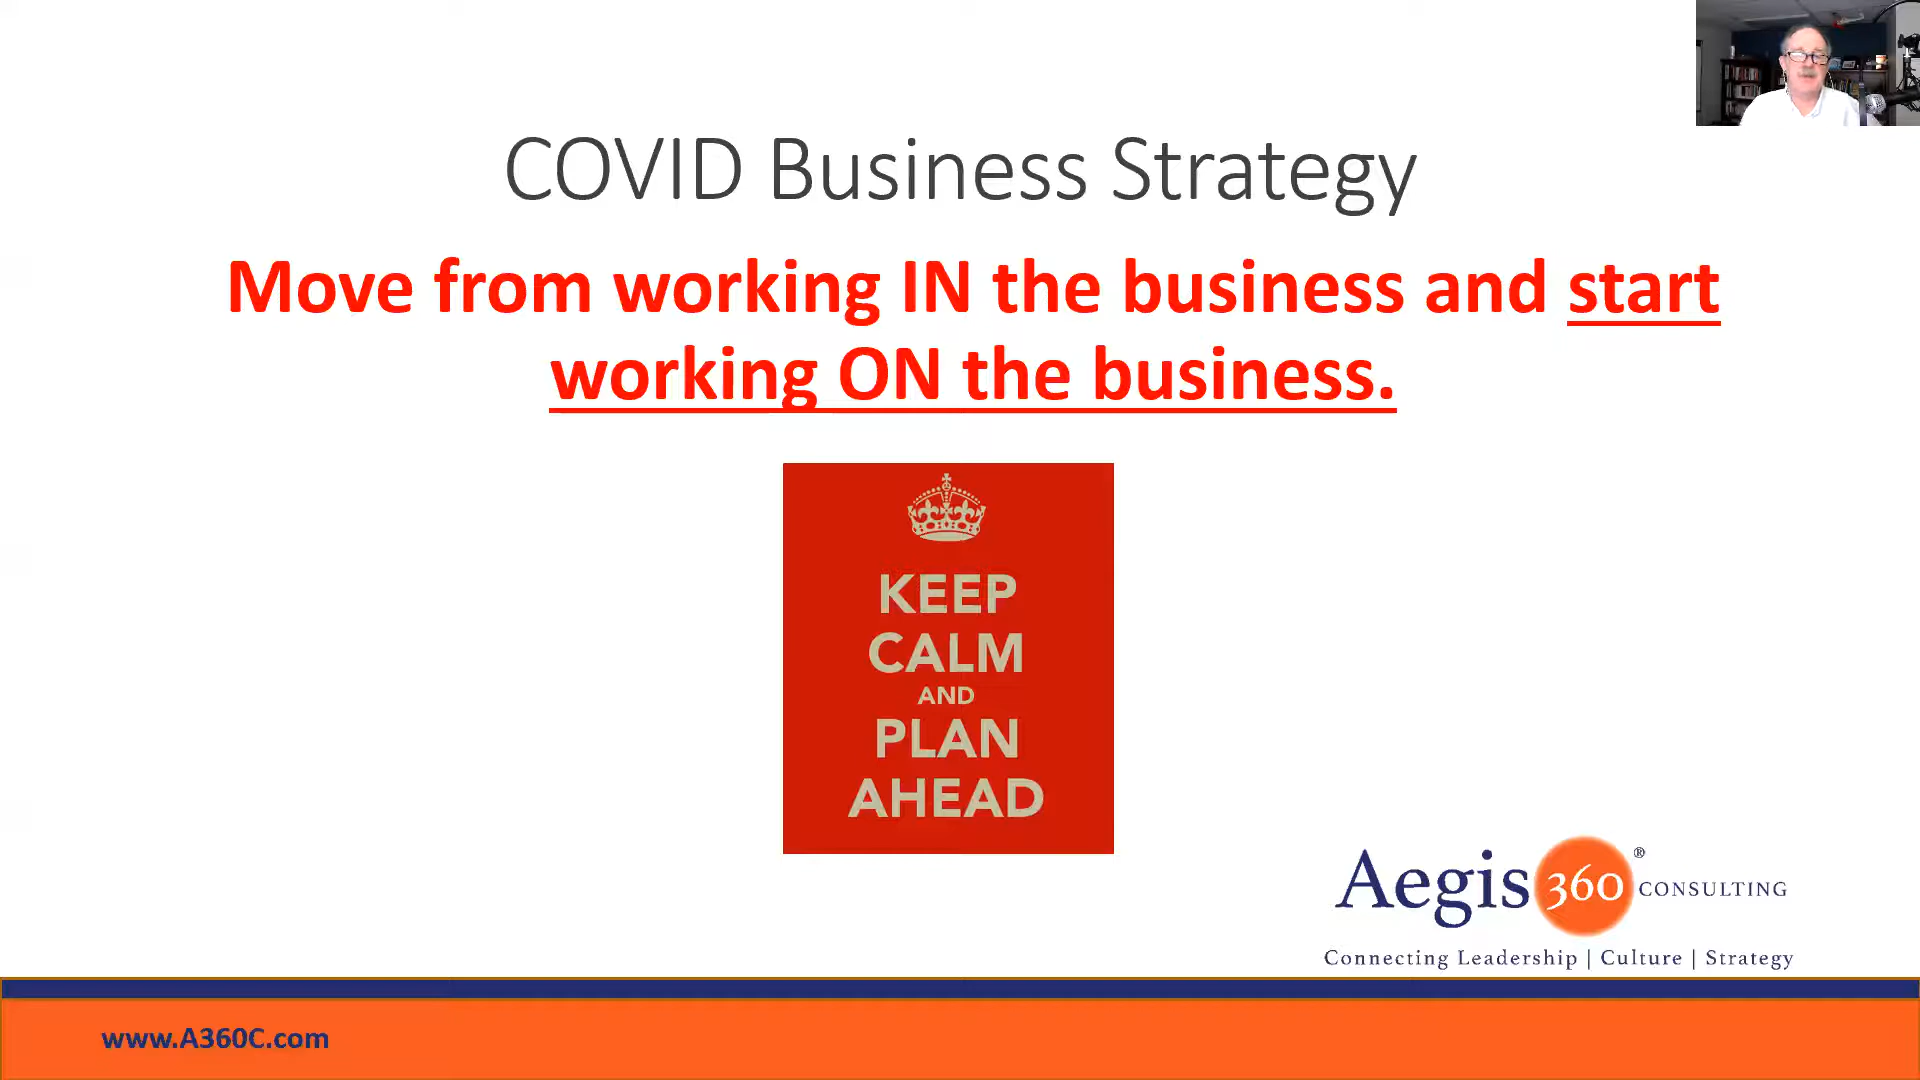 COVID Business Strategy
Move from working IN the business and start
working ON the business.
KEEP
CALM
AND
PLAN
AHEAD
Aegis 360® CONSULTING
Connecting Leadership | Culture | Strategy
www.A360C.com